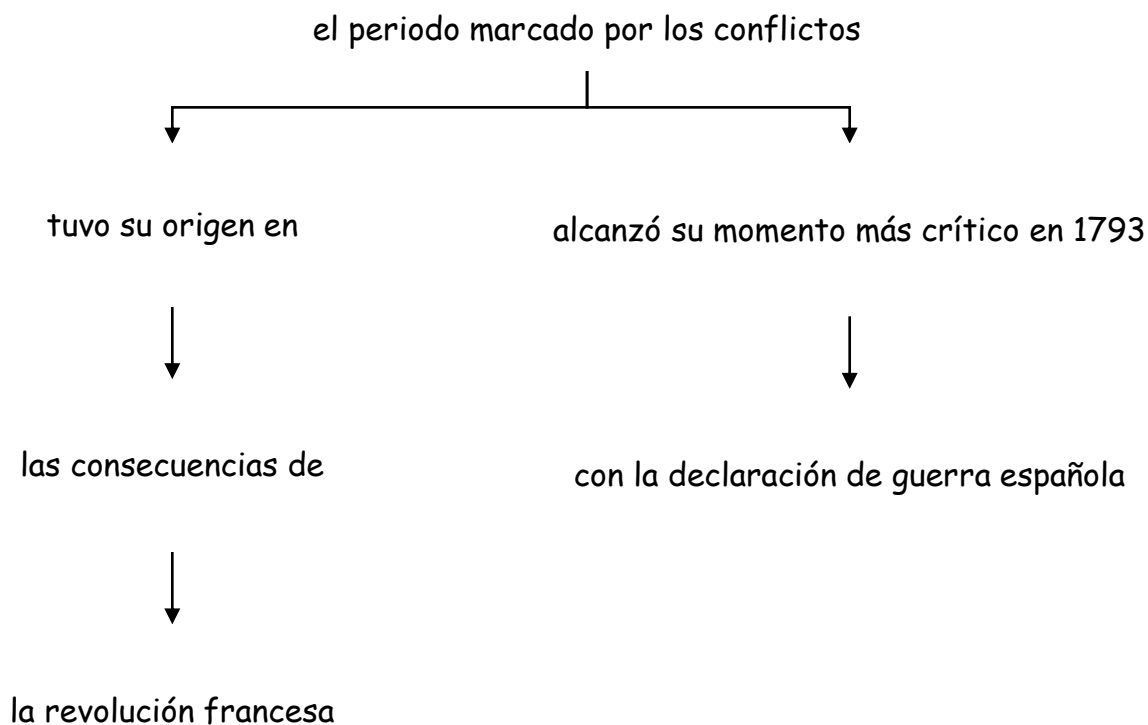 el periodo marcado por los conflictos
tuvo su origen en
alcanzó su momento más crítico en 1793
las consecuencias de
con la declaración de guerra española
la revolución francesa